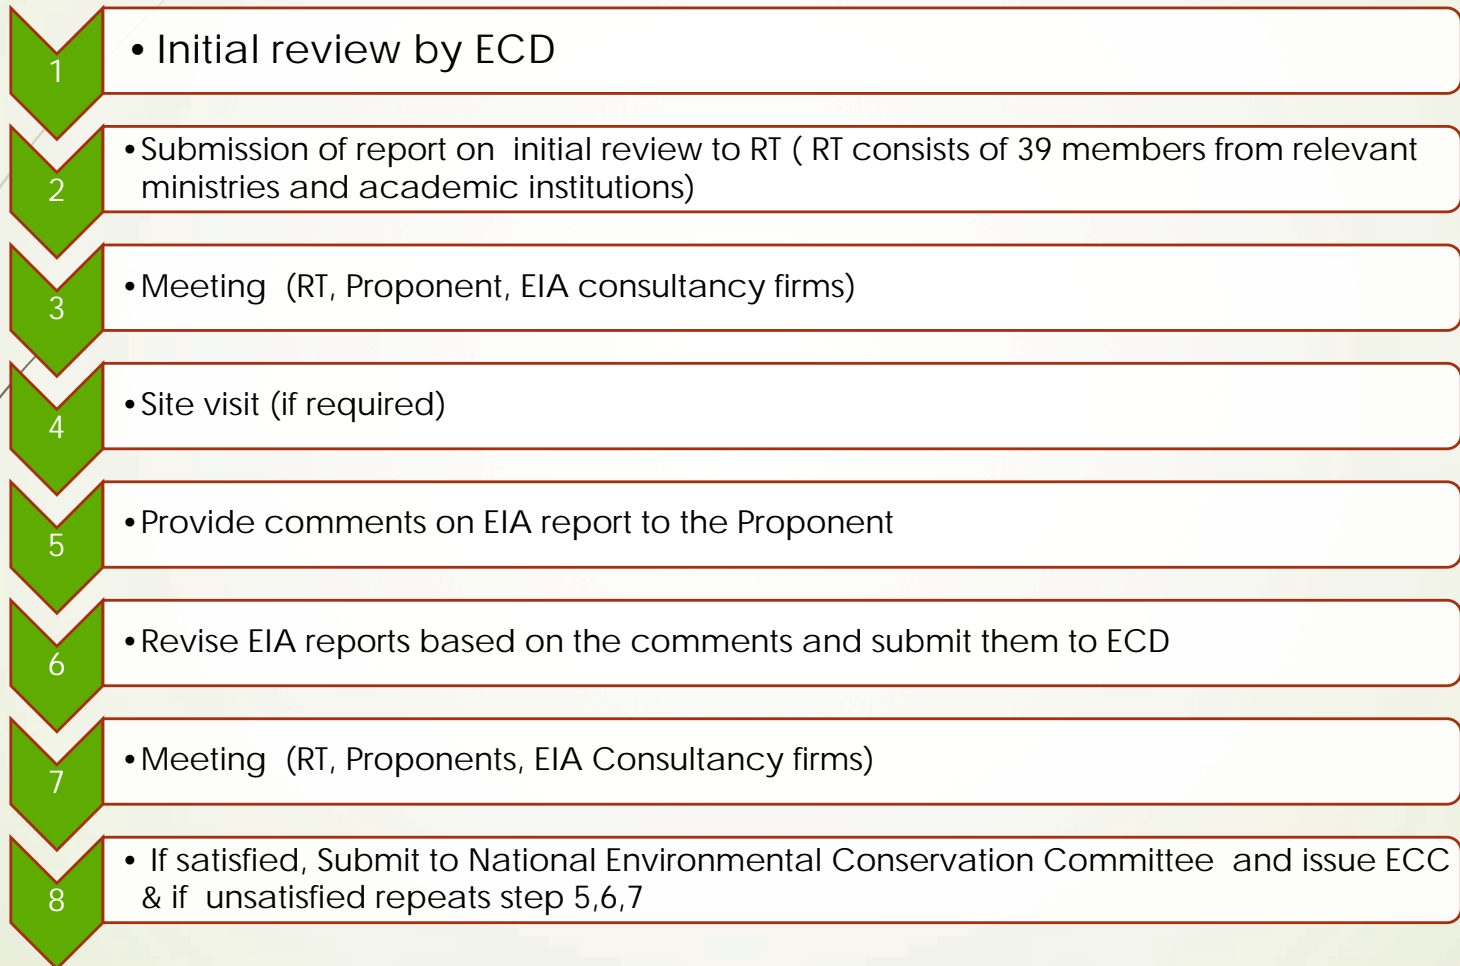 1
• Initial review by ECD
2
•Submission of report on initial review to RT ( RT consists of 39 members from relevant
ministries and academic institutions)
3
•Meeting (RT, Proponent, EIA consultancy firms)
4
•Site visit (if required)
5
•Provide comments on EIA report to the Proponent
6
•Revise EIA reports based on the comments and submit them to ECD
7
•Meeting (RT, Proponents, EIA Consultancy firms)
8
• If satisfied, Submit to National Environmental Conservation Committee and issue ECC
& if unsatisfied repeats step 5,6,7